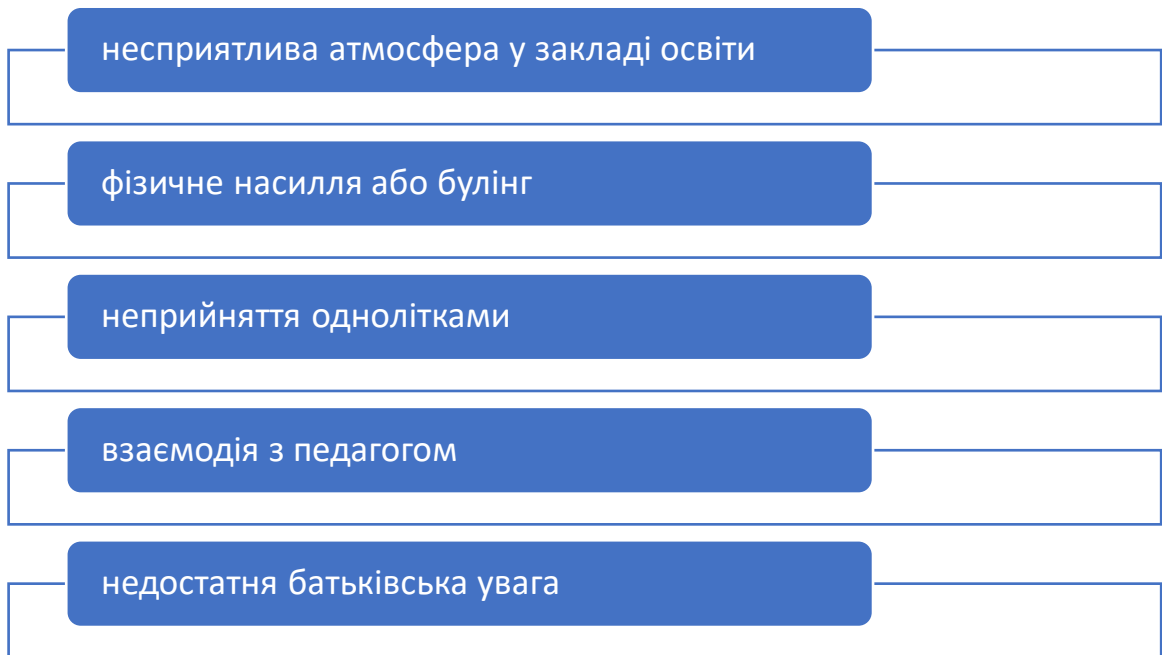 несприятлива атмосфера у закладі освіти
фізичне насилля або булінг
неприйняття однолітками
взаємодія з педагогом
недостатня батьківська увага